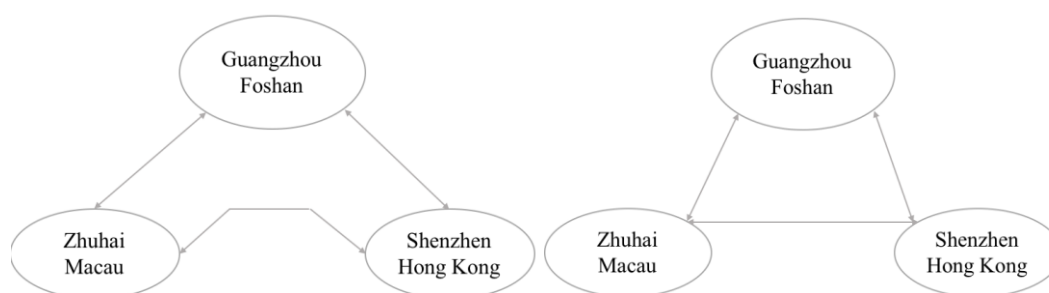 Guangzhou
Foshan
Zhuhai
Macau
Shenzhen
Hong Kong
Guangzhou
Foshan
Zhuhai
Macau
Shenzhen
Hong Kong